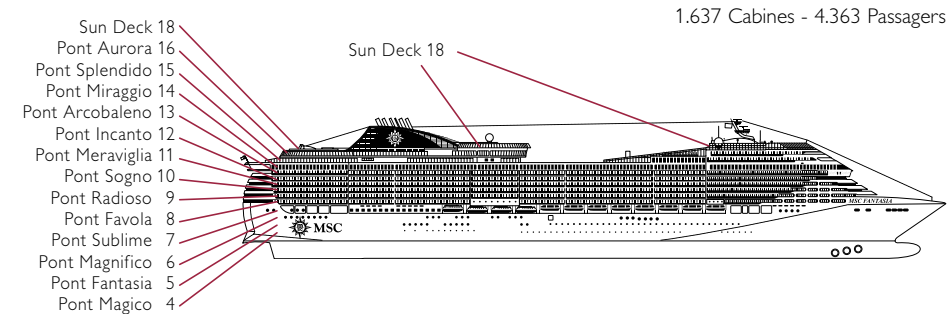 1.637 Cabines - 4.363 Passagers
Sun Deck 18
Pont Aurora 16
Pont Splendido 15
Pont Miraggio 14
Pont Arcobaleno 13
Pont Incanto 12
Pont Meraviglia 11
Pont Sogno 10
Pont Radioso 9
Pont Favola 8
Pont Sublime 7
Pont Magnifico 6
Pont Fantasia 5
Pont Magico 4
Sun Deck 18
MSC FANTASIA
MSC